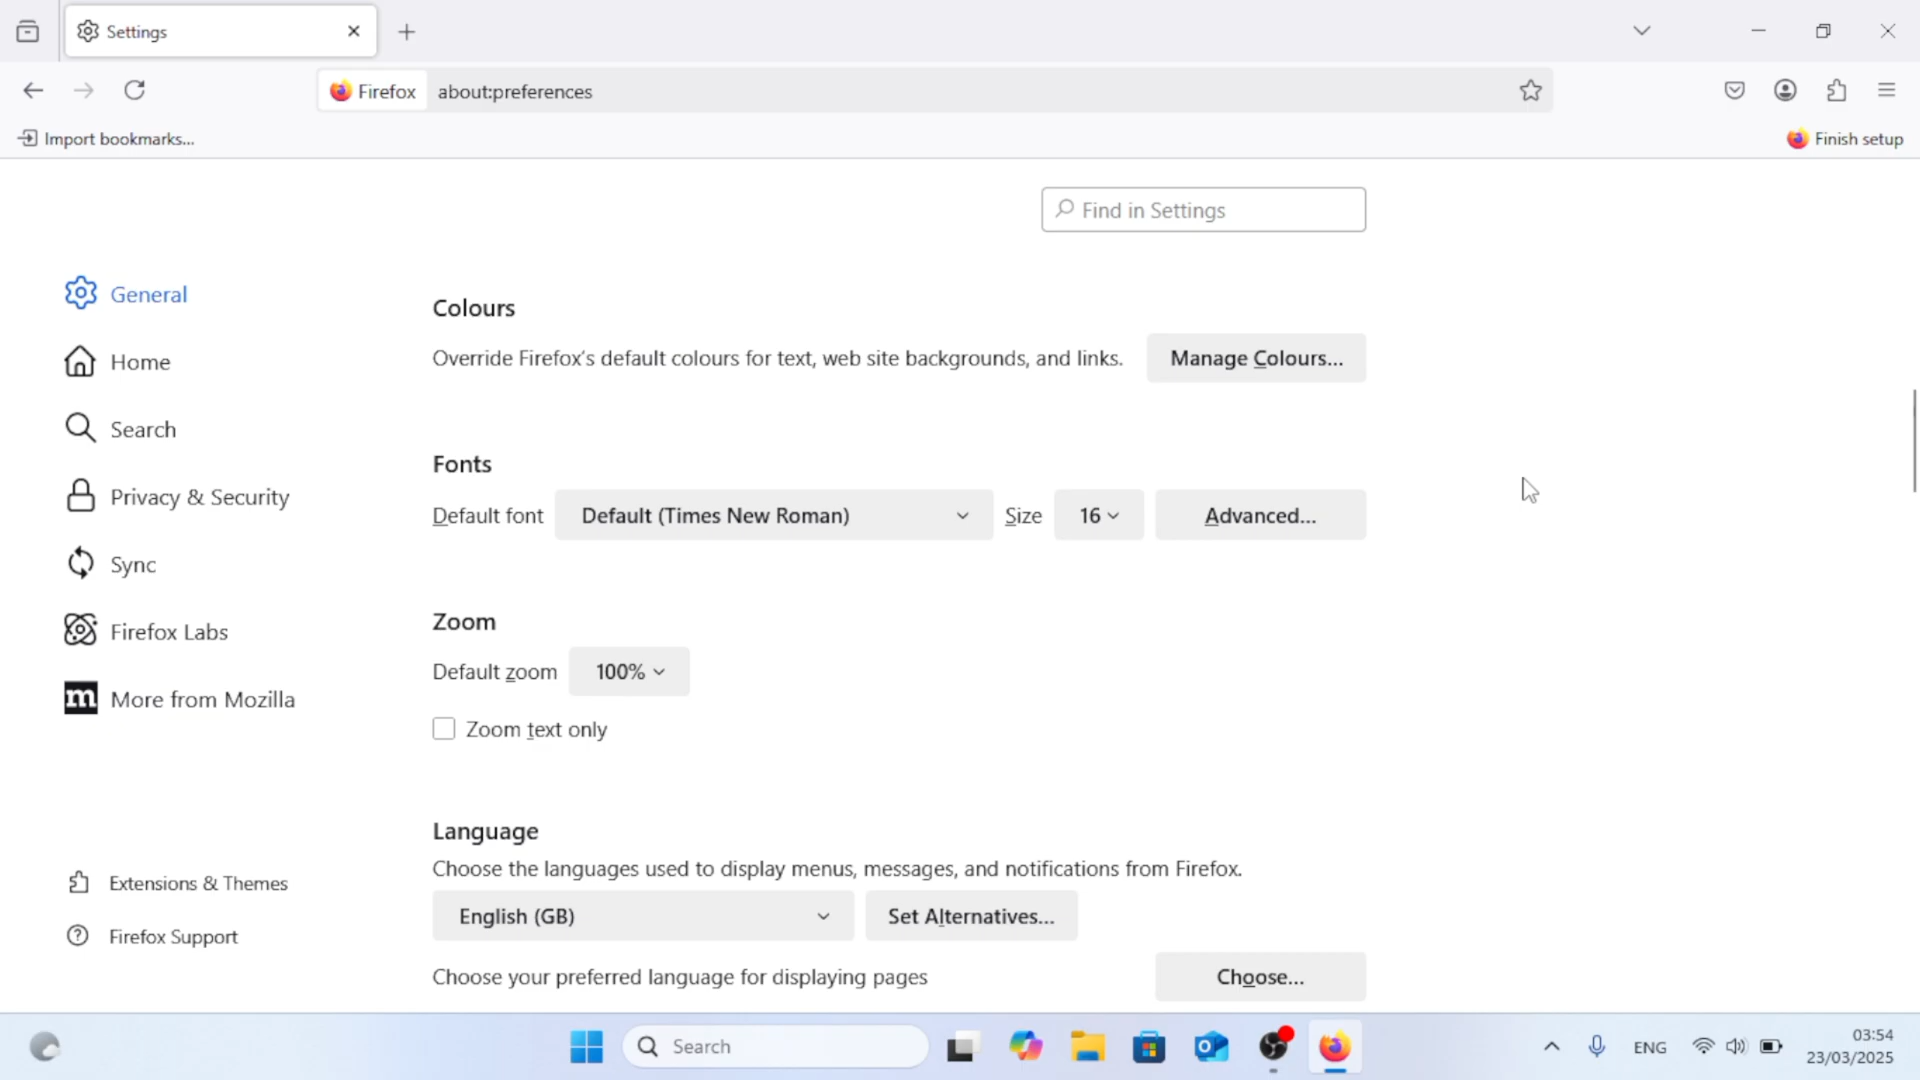 Settings
Firefox
about:preferences
Import bookmarks...
Finish setup
Find in Settings
General
Home
Search
Privacy & Security
Sync
Firefox Labs
More from Mozilla
Extensions & Themes
Firefox Support
Colours
Override Firefox's default colours for text, web site backgrounds, and links.
Manage Colours...
Fonts
Default font
Default (Times New Roman)
Size
16
Advanced...
Zoom
Default zoom
100%
Zoom text only
Language
Choose the languages used to display menus, messages, and notifications from Firefox.
English (GB)
Set Alternatives...
Choose your preferred language for displaying pages
Choose...
Search
ENG
03:54
23/03/2025